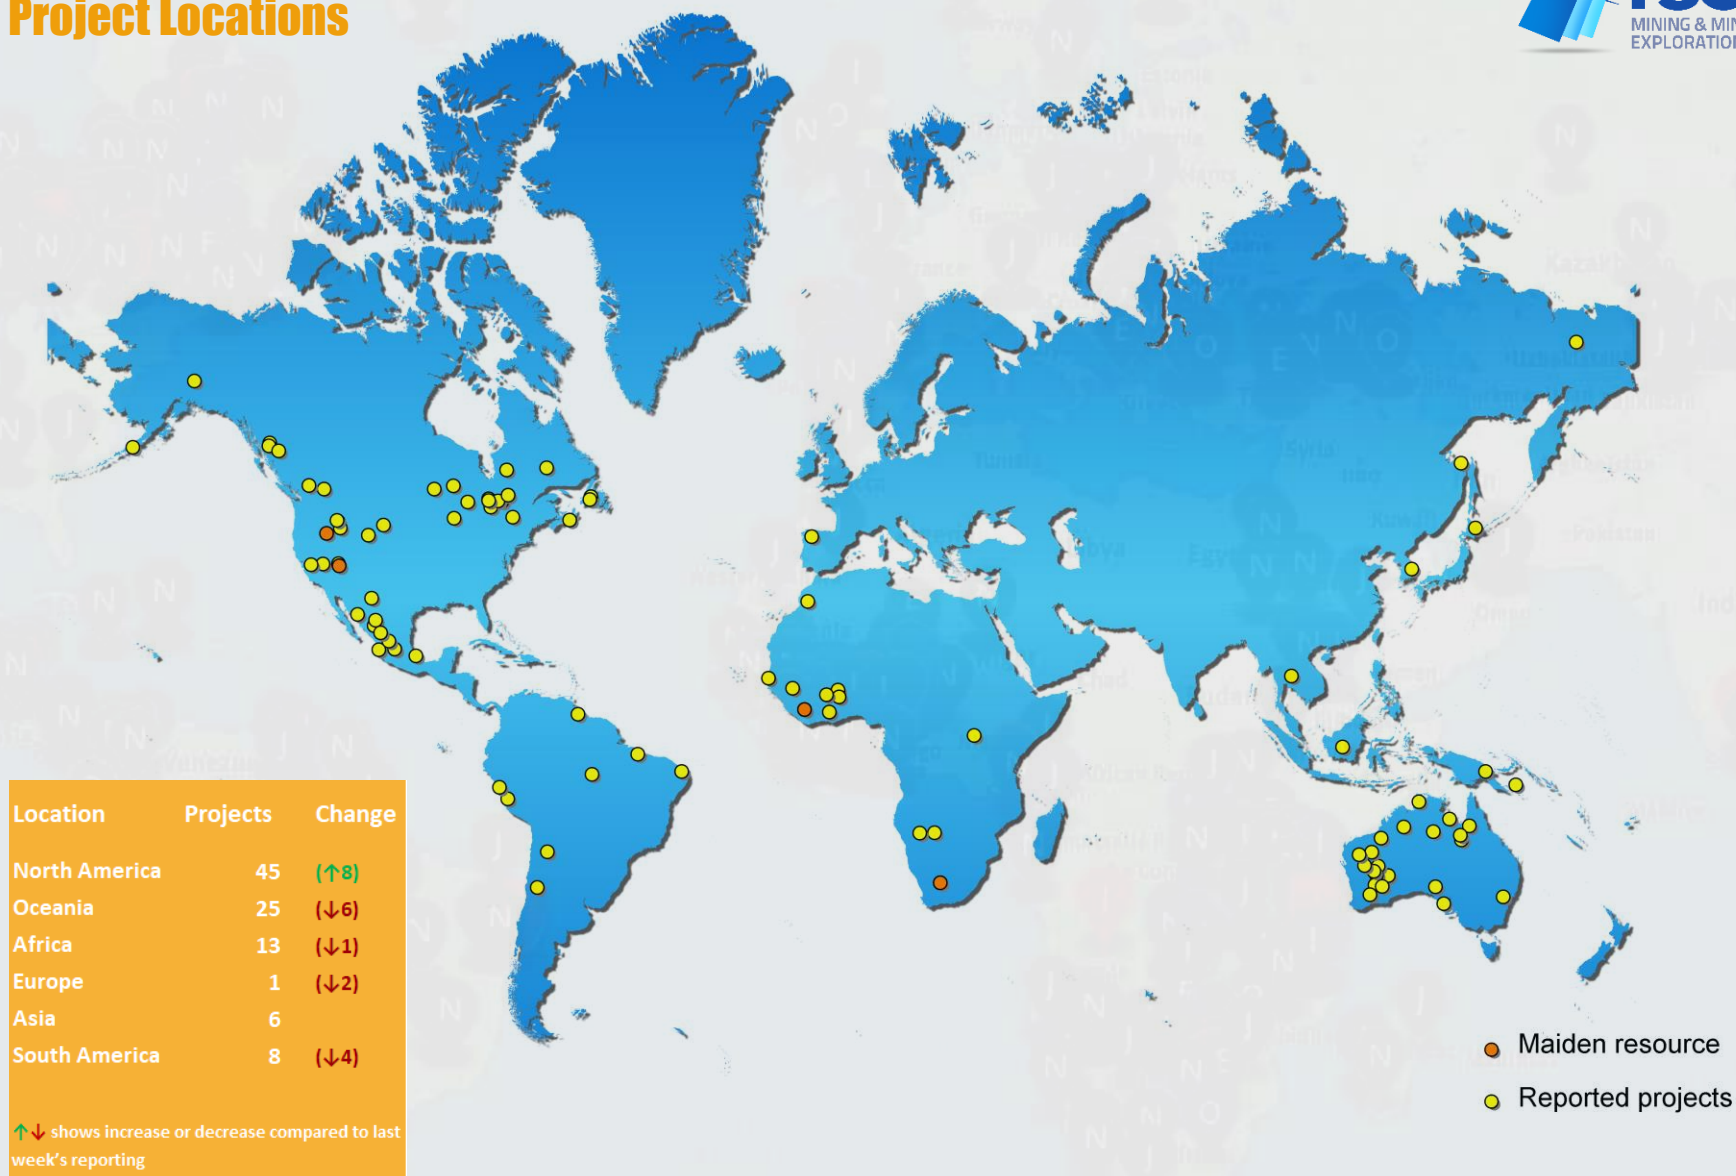 Project Locations
MINING & MIN
EXPLORATION
Location Projects Change
North America 45 (↑8)
Oceania 25 (↓6)
Africa 13 (↓1)
Europe 1 (↓2)
Asia 6
South America 8 (↓4)
↑↓ shows increase or decrease compared to last
week's reporting
Maiden resource
Reported projects